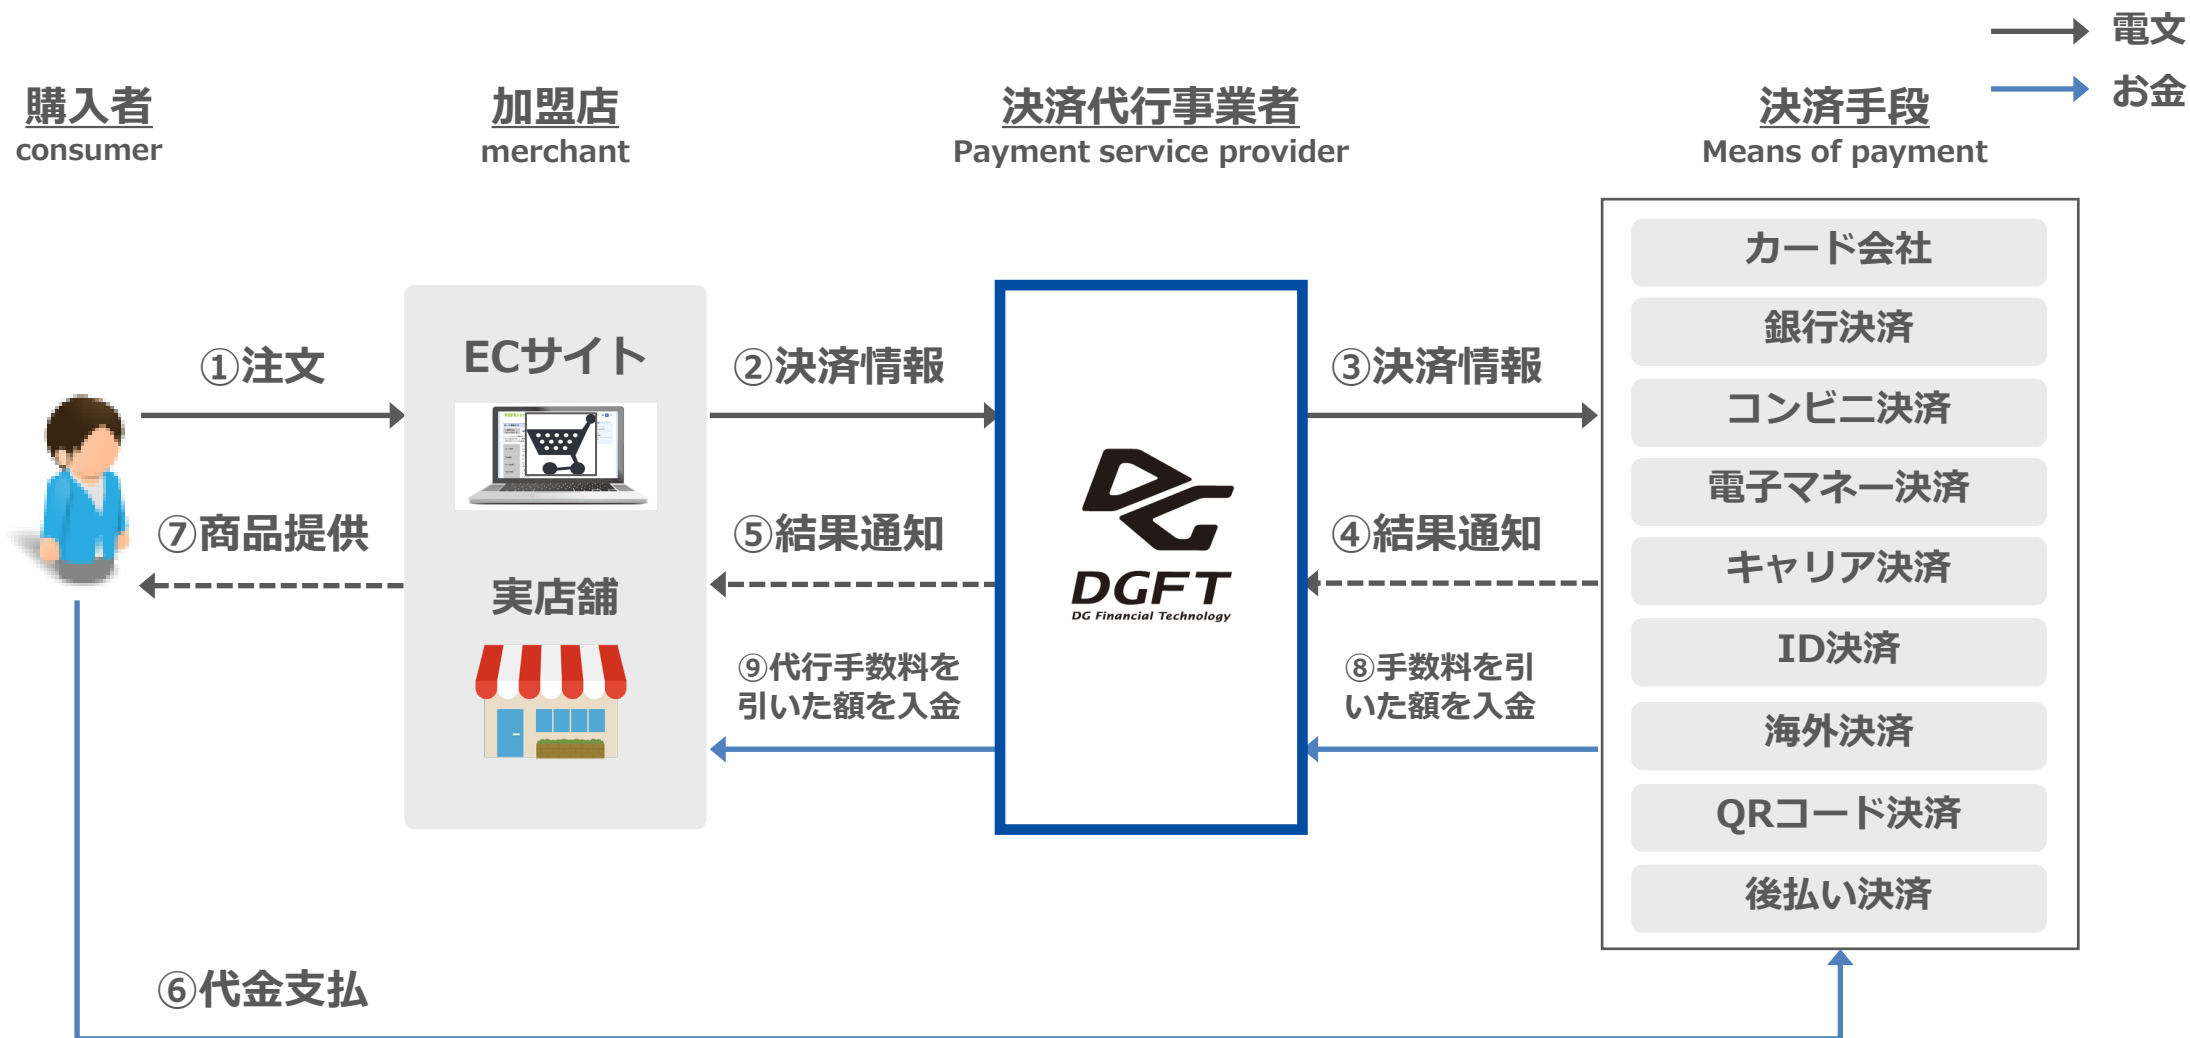 電文
お金
購入者
consumer
加盟店
merchant
決済代行事業者
Payment service provider
決済手段
Means of payment
①注文
⑦商品提供
ECサイト
実店舗
②決済情報
⑤結果通知
⑨代行手数料を
引いた額を入金
DGFT
DG Financial Technology
③決済情報
④結果通知
⑧手数料を引
いた額を入金
カード会社
銀行決済
コンビニ決済
電子マネー決済
キャリア決済
ID決済
海外決済
QRコード決済
後払い決済
⑥代金支払